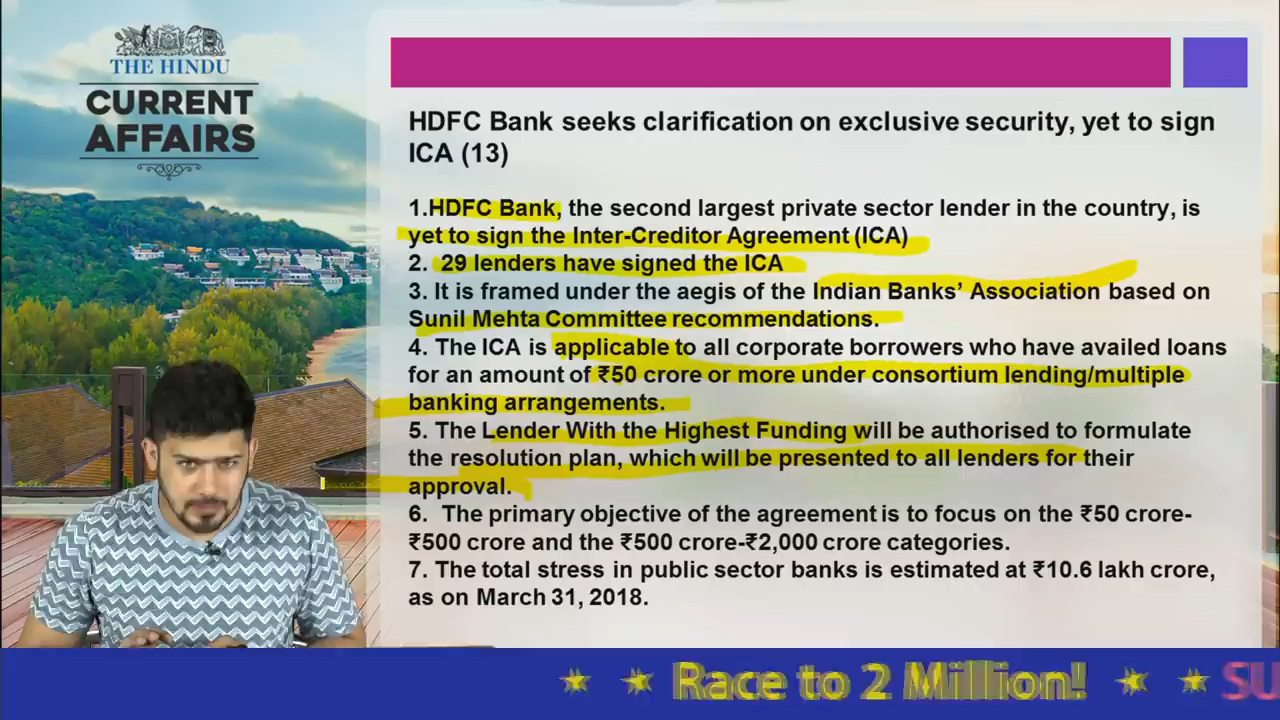 THE HINDU
CURRENT
AFFAIRS
HDFC Bank seeks clarification on exclusive security, yet to sign
ICA (13)
1.HDFC Bank, the second largest private sector lender in the country, is
yet to sign the Inter-Creditor Agreement (ICA)
2. 29 lenders have signed the ICA
3. It is framed under the aegis of the Indian Banks' Association based on
Sunil Mehta Committee recommendations.
4. The ICA is applicable to all corporate borrowers who have availed loans
for an amount of ₹50 crore or more under consortium lending/multiple
banking arrangements.
5. The Lender With the Highest Funding will be authorised to formulate
the resolution plan, which will be presented to all lenders for their
approval.
6. The primary objective of the agreement is to focus on the ₹50 crore-
₹500 crore and the ₹500 crore-₹2,000 crore categories.
7. The total stress in public sector banks is estimated at ₹10.6 lakh crore,
as on March 31, 2018.
Race to 2 Million! SU